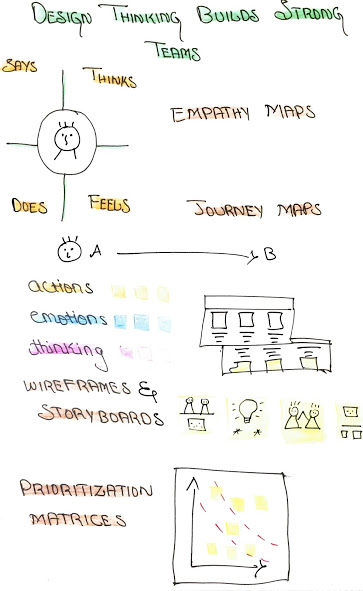 DESIGN THINKING BUILDS STRONG
TEAMS
SAYS
THINKS
EMPATHY MAPS
DOES
FEELS
JOURNEY MAPS
A
B
actions
emotions
thinking
WIREFRAMES &
STORYBOARDS
PRIORITIZATION
MATRICES